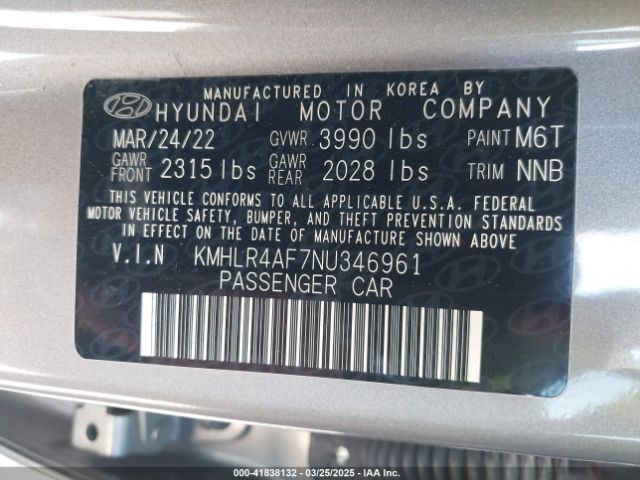 MANUFACTURED IN KOREA BY
HYUNDAI MOTOR COMPANY
MAR/24/22 GVWR 3990 lbs PAINT M6T
GAWR FRONT 2315 lbs GAWR REAR 2028 lbs TRIM NNB
THIS VEHICLE CONFORMS TO ALL APPLICABLE U.S.A. FEDERAL
MOTOR VEHICLE SAFETY, BUMPER, AND THEFT PREVENTION STANDARDS
IN EFFECT ON THE DATE OF MANUFACTURE SHOWN ABOVE
V.I.N KMHLR4AF7NU346961
PASSENGER CAR
000-41838132 - 03/25/2025 - IAA Inc.